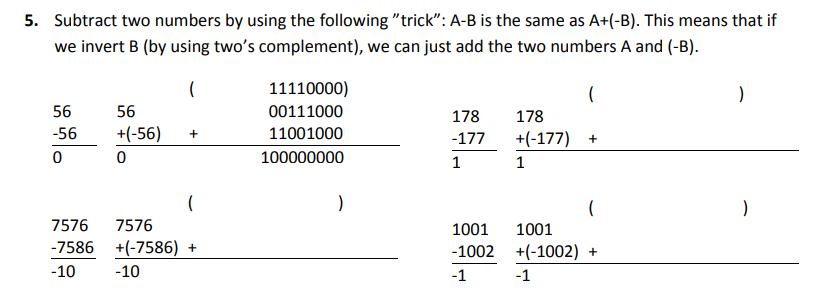 5. Subtract two numbers by using the following ”trick”: A-B is the same as A+(-B). This means that if
we invert B (by using two’s complement), we can just add the two numbers A and (-B).
( 11110000)
56 56 00111000
-56 +(-56) + 11001000
0 0 100000000
( )
178 178
-177 +(-177) +
1 1
( )
7576 7576
-7586 +(-7586) +
-10 -10
( )
1001 1001
-1002 +(-1002) +
-1 -1